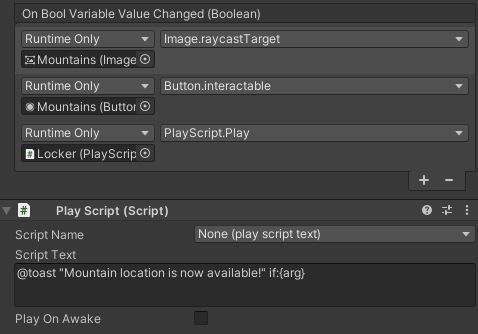 On Bool Variable Value Changed (Boolean)
Runtime Only Image.raycastTarget
Mountains (Image
Runtime Only Button.interactable
Mountains (Buttor
Runtime Only PlayScript.Play
# Locker (PlayScrip
+ −
# Play Script (Script)
Script Name None (play script text)
Script Text
@toast "Mountain location is now available!" if:{arg}
Play On Awake